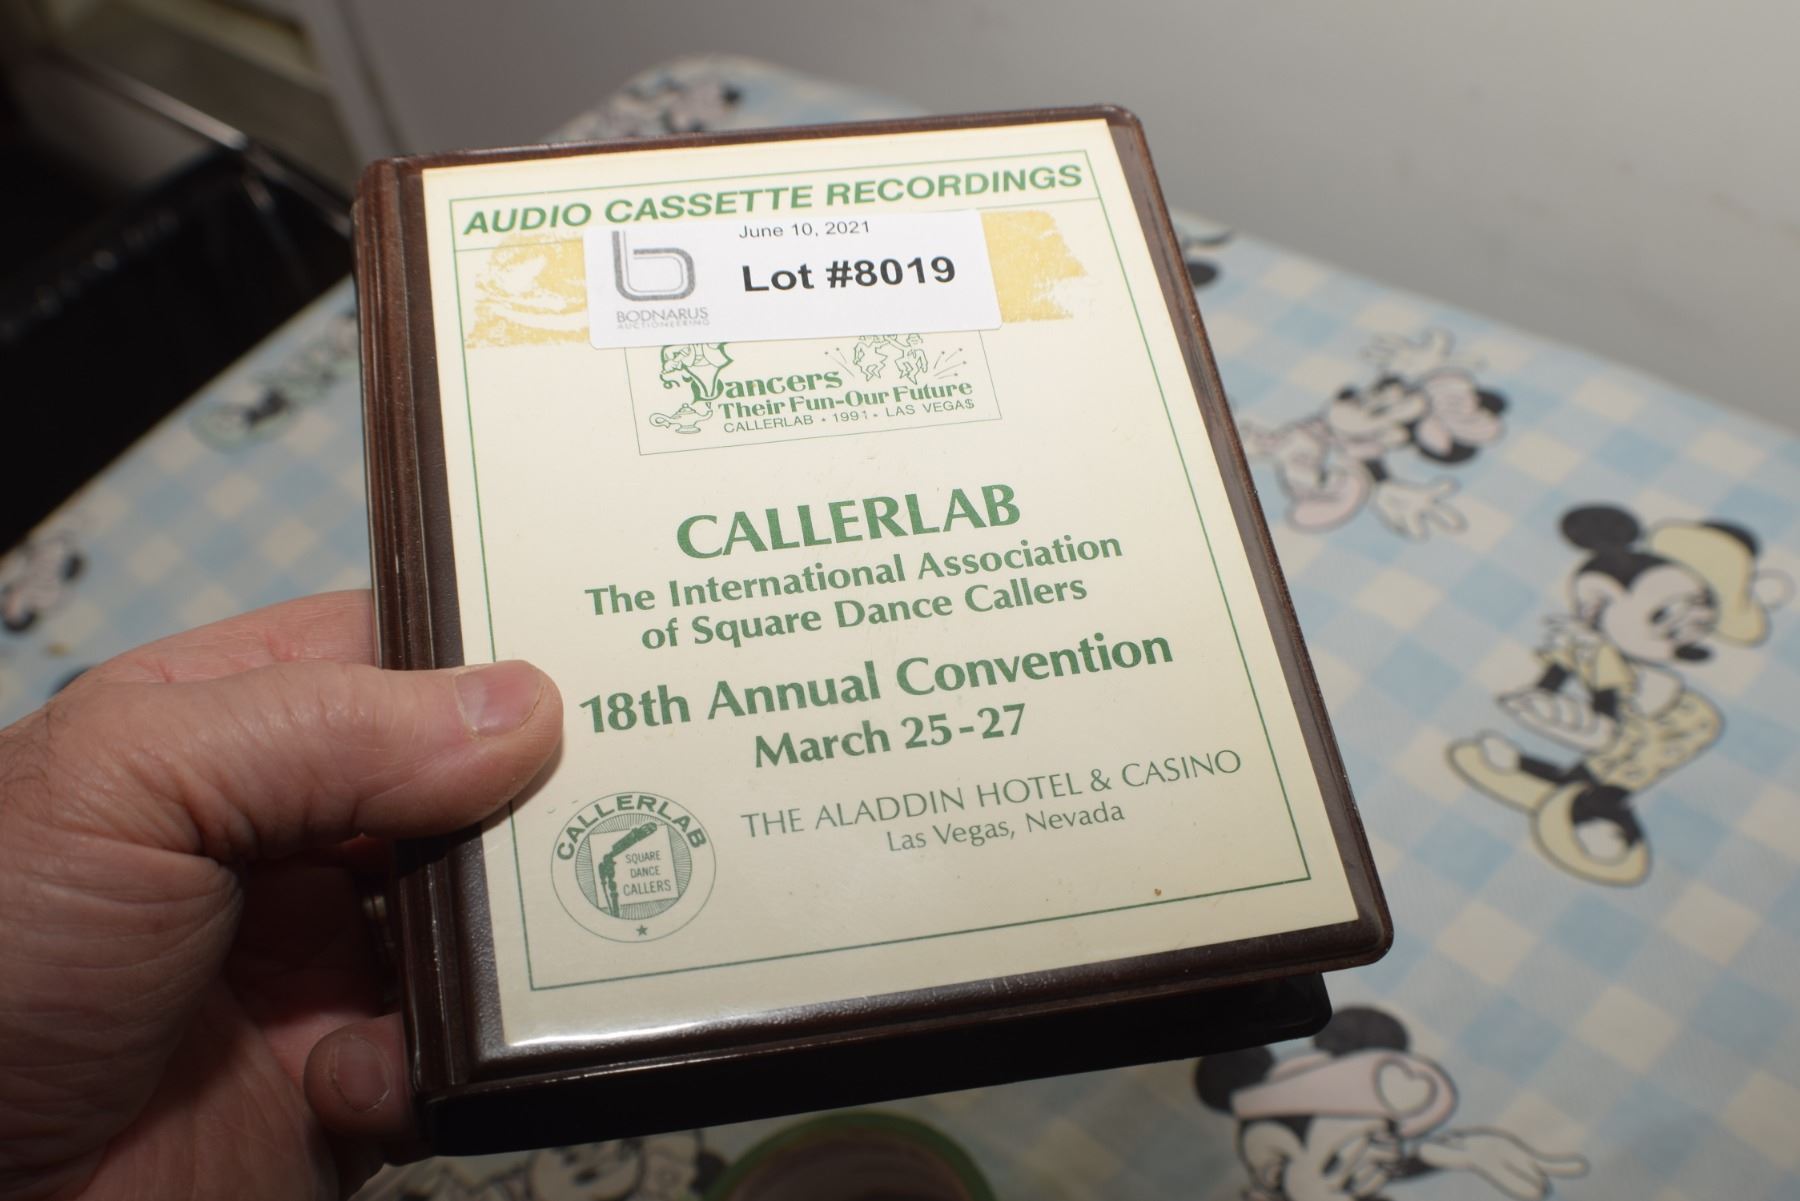 AUDIO CASSETTE RECORDINGS
June 10, 2021
Lot #8019
BODNARUS
AUCTIONEERING
Dancers
Their Fun-Our Future
CALLERLAB • 1991 • LAS VEGA$
CALLERLAB
The International Association
of Square Dance Callers
18th Annual Convention
March 25-27
THE ALADDIN HOTEL & CASINO
Las Vegas, Nevada
CALLERLAB
SQUARE
DANCE
CALLERS